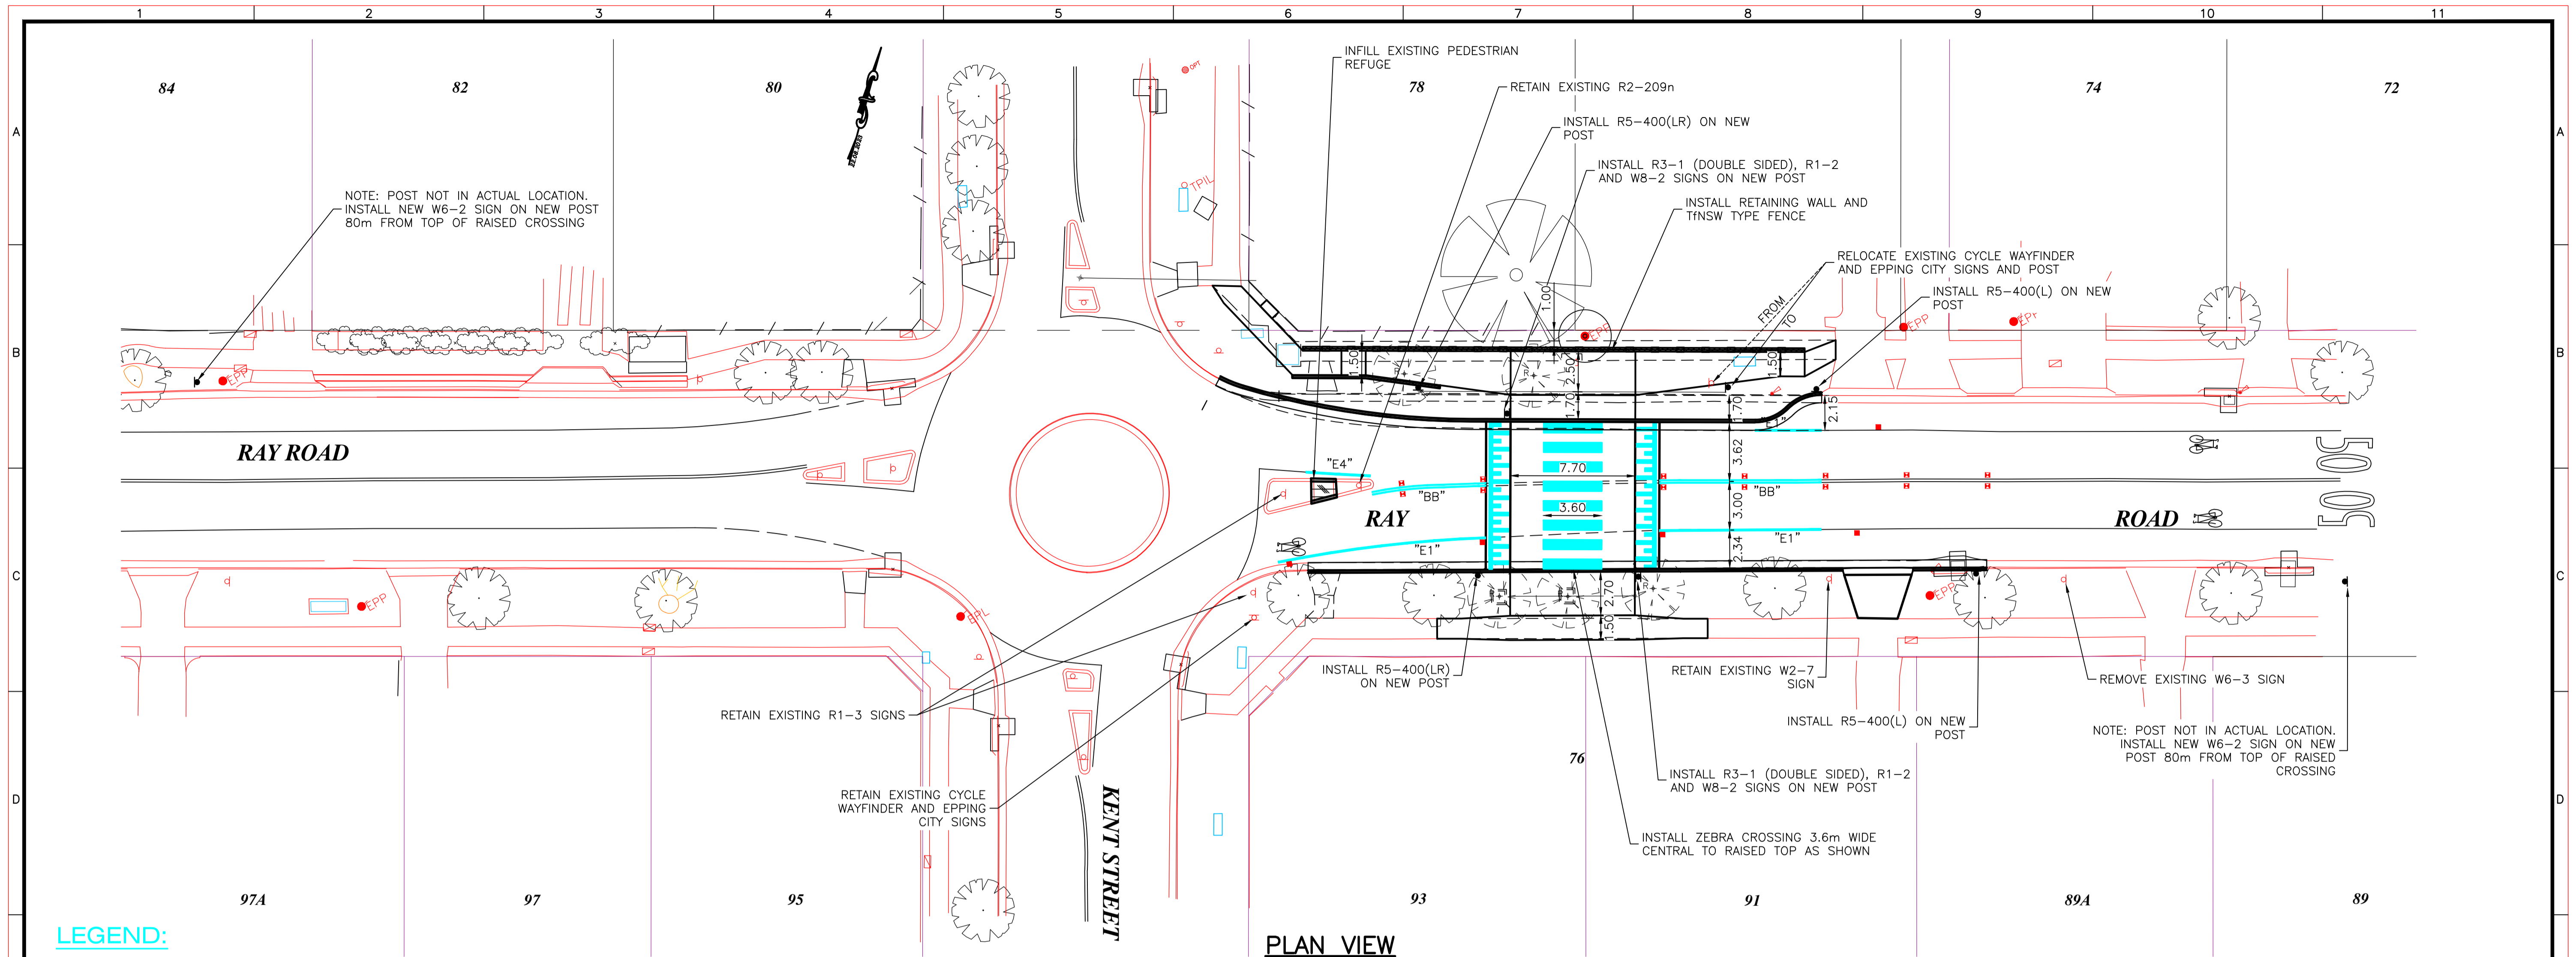 1 2 3 4 5 6 7 8 9 10 11
A
B
C
D
A
B
C
D
84
82
80
78
74
72
22.08.2023
OPT
TPIL
NOTE: POST NOT IN ACTUAL LOCATION.
INSTALL NEW W6-2 SIGN ON NEW POST
80m FROM TOP OF RAISED CROSSING
INFILL EXISTING PEDESTRIAN
REFUGE
RETAIN EXISTING R2-209n
INSTALL R5-400(LR) ON NEW
POST
INSTALL R3-1 (DOUBLE SIDED), R1-2
AND W8-2 SIGNS ON NEW POST
INSTALL RETAINING WALL AND
TfNSW TYPE FENCE
RELOCATE EXISTING CYCLE WAYFINDER
AND EPPING CITY SIGNS AND POST
INSTALL R5-400(L) ON NEW
POST
FROM
TO
EPP
EPP
EPP
EPP
1.00
1.50
2.50
1.50
1.70
1.70
2.15
"E1"
RAY ROAD
"E4"
"BB"
7.70
3.60
3.62
3.00
2.34
"BB"
"E1"
"E1"
RAY
ROAD
50
50
R
R
R
R
R
R
2.70
1.50
EPP
EPL
EPP
INSTALL R5-400(LR)
ON NEW POST
RETAIN EXISTING W2-7
SIGN
REMOVE EXISTING W6-3 SIGN
RETAIN EXISTING R1-3 SIGNS
INSTALL R5-400(L) ON NEW
POST
NOTE: POST NOT IN ACTUAL LOCATION.
INSTALL NEW W6-2 SIGN ON NEW
POST 80m FROM TOP OF RAISED
CROSSING
76
INSTALL R3-1 (DOUBLE SIDED), R1-2
AND W8-2 SIGNS ON NEW POST
RETAIN EXISTING CYCLE
WAYFINDER AND EPPING
CITY SIGNS
KENT STREET
INSTALL ZEBRA CROSSING 3.6m WIDE
CENTRAL TO RAISED TOP AS SHOWN
97A
97
95
93
91
89A
89
LEGEND:
PLAN VIEW